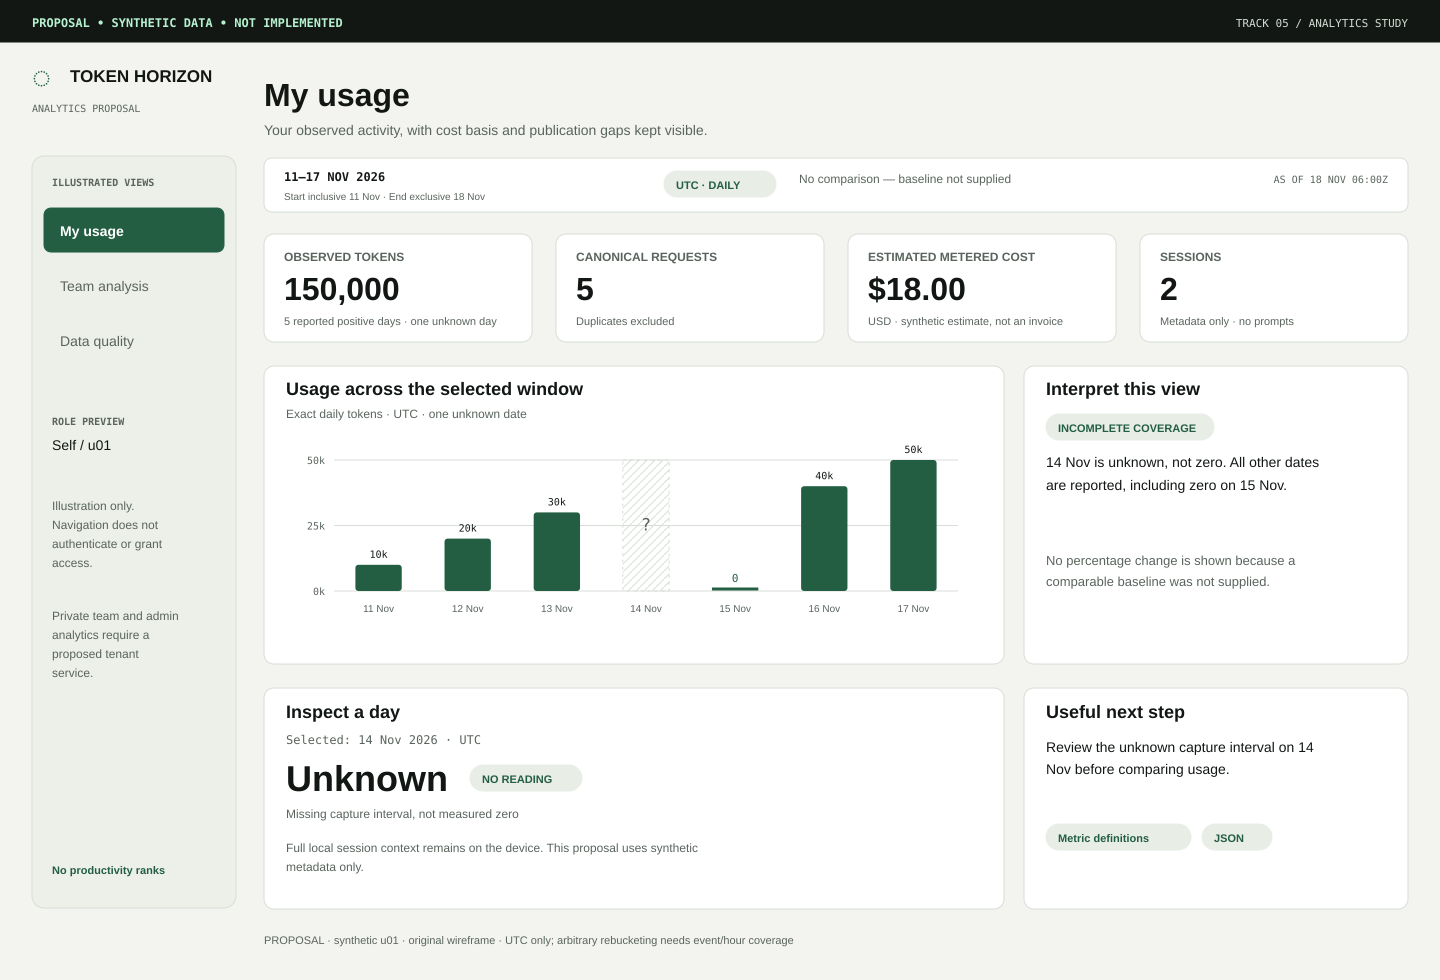 PROPOSAL • SYNTHETIC DATA • NOT IMPLEMENTED
TRACK 05 / ANALYTICS STUDY
TOKEN HORIZON
ANALYTICS PROPOSAL
ILLUSTRATED VIEWS
My usage
Team analysis
Data quality
ROLE PREVIEW
Self / u01
Illustration only.
Navigation does not
authenticate or grant
access.
Private team and admin
analytics require a
proposed tenant
service.
No productivity ranks
My usage
Your observed activity, with cost basis and publication gaps kept visible.
11–17 NOV 2026
Start inclusive 11 Nov · End exclusive 18 Nov
UTC · DAILY
No comparison — baseline not supplied
AS OF 18 NOV 06:00Z
OBSERVED TOKENS
150,000
5 reported positive days · one unknown day
CANONICAL REQUESTS
5
Duplicates excluded
ESTIMATED METERED COST
$18.00
USD · synthetic estimate, not an invoice
SESSIONS
2
Metadata only · no prompts
Usage across the selected window
Exact daily tokens · UTC · one unknown date
50k
25k
0k
10k
20k
30k
?
0
40k
50k
11 Nov
12 Nov
13 Nov
14 Nov
15 Nov
16 Nov
17 Nov
Interpret this view
INCOMPLETE COVERAGE
14 Nov is unknown, not zero. All other dates
are reported, including zero on 15 Nov.
No percentage change is shown because a
comparable baseline was not supplied.
Inspect a day
Selected: 14 Nov 2026 · UTC
Unknown
NO READING
Missing capture interval, not measured zero
Full local session context remains on the device. This proposal uses synthetic
metadata only.
Useful next step
Review the unknown capture interval on 14
Nov before comparing usage.
Metric definitions
JSON
PROPOSAL · synthetic u01 · original wireframe · UTC only; arbitrary rebucketing needs event/hour coverage